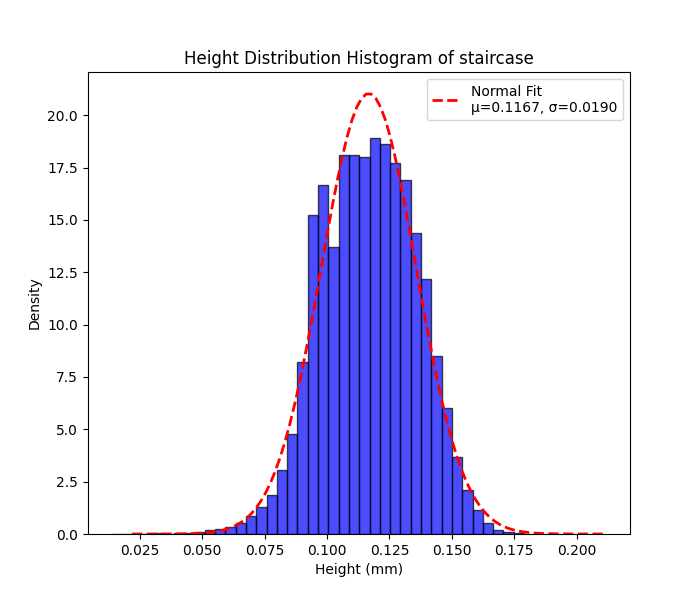 Height Distribution Histogram of staircase
Normal Fit
μ=0.1167, σ=0.0190
Density
20.0
17.5
15.0
12.5
10.0
7.5
5.0
2.5
0.0
0.025 0.050 0.075 0.100 0.125 0.150 0.175 0.200
Height (mm)